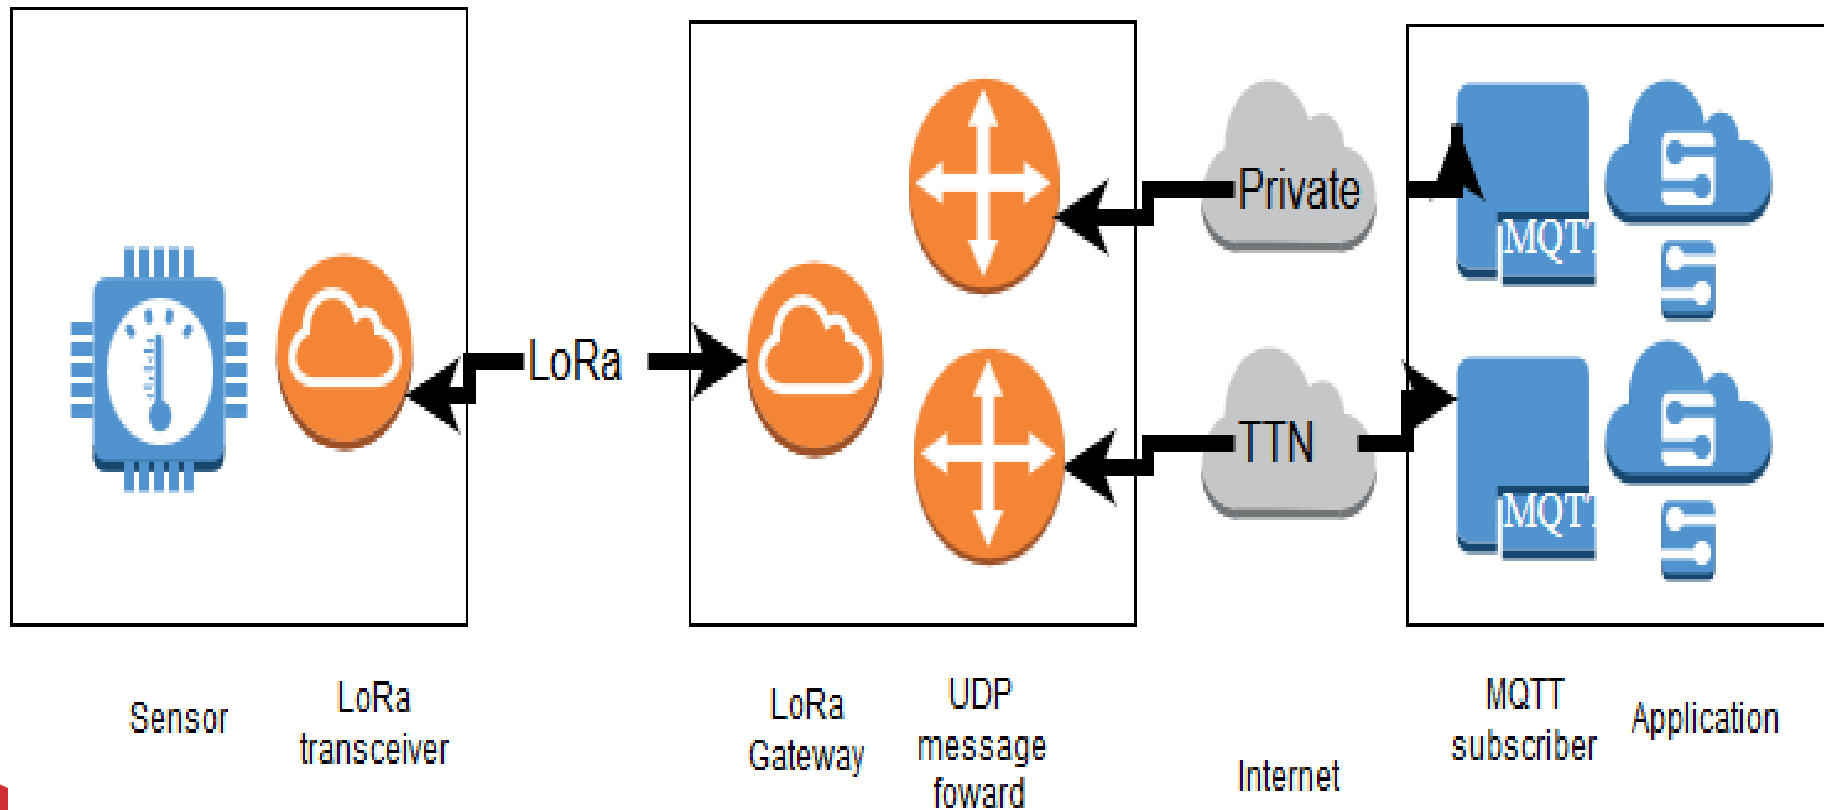 Private
MQTT
LoRa
TTN
MQTT
Sensor
LoRa
transceiver
LoRa
Gateway
UDP
message
foward
Internet
MQTT
subscriber
Application